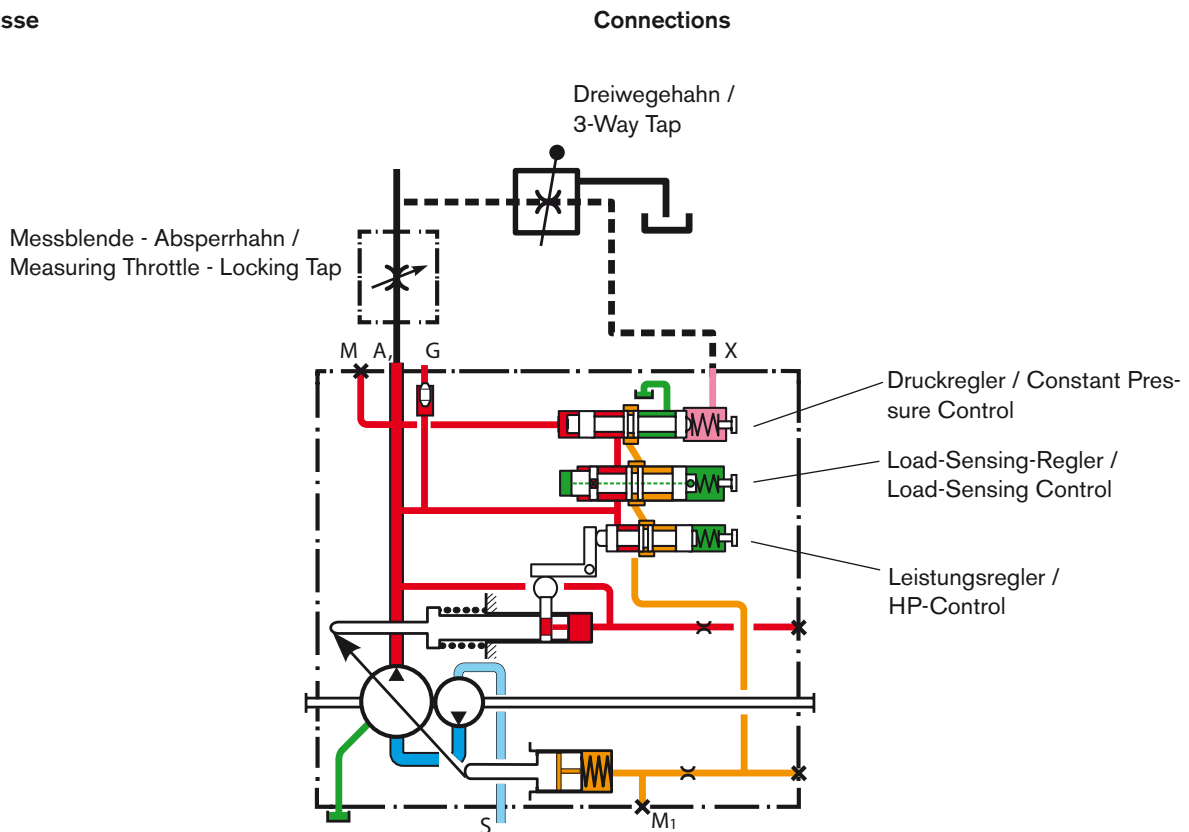 sse
Connections
Dreiwegehahn /
3-Way Tap
Messblende - Absperrhahn /
Measuring Throttle - Locking Tap
M A, G X
Druckregler / Constant Pres-
sure Control
Load-Sensing-Regler /
Load-Sensing Control
Leistungsregler /
HP-Control
S
M1